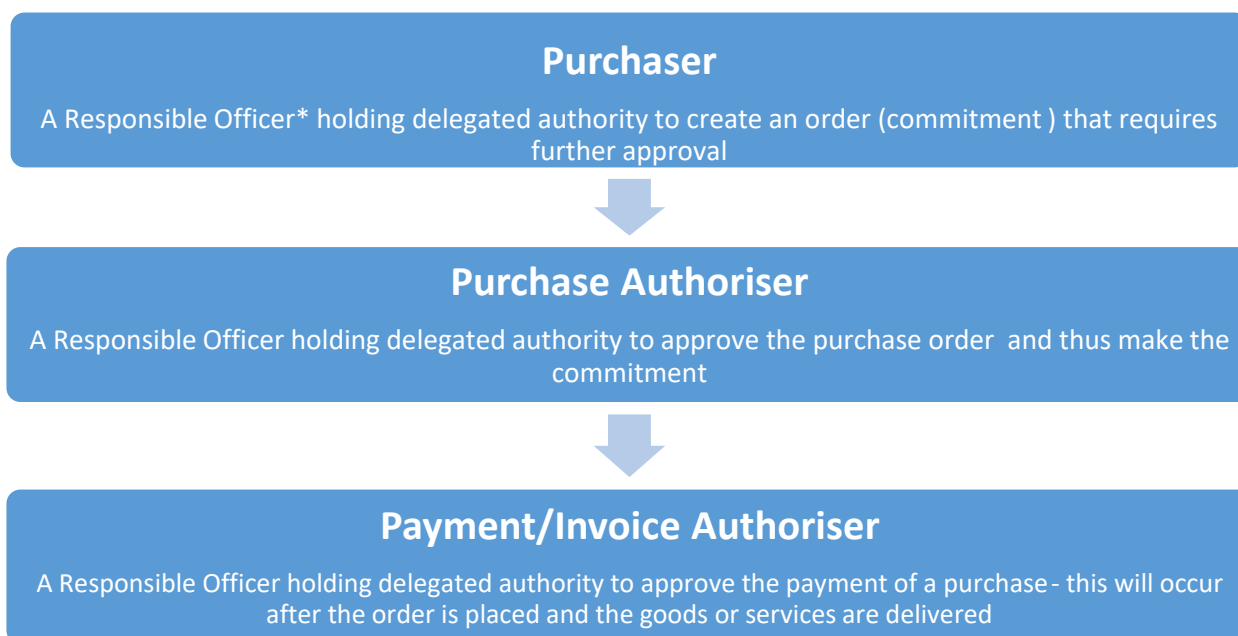 Purchaser
A Responsible Officer* holding delegated authority to create an order (commitment ) that requires
further approval
Purchase Authoriser
A Responsible Officer holding delegated authority to approve the purchase order  and thus make the
commitment
Payment/Invoice Authoriser
A Responsible Officer holding delegated authority to approve the payment of a purchase - this will occur
after the order is placed and the goods or services are delivered